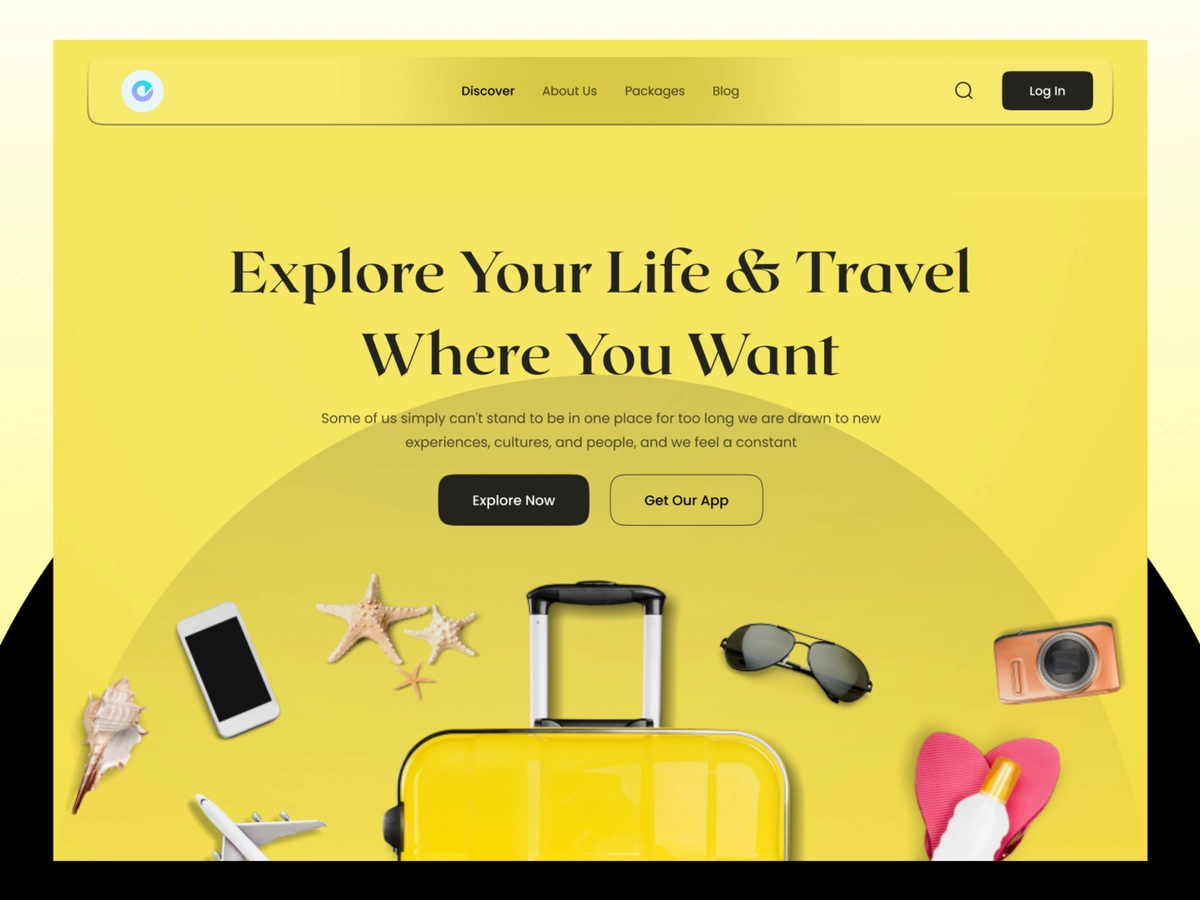 Discover
About Us
Packages
Blog
Log In
Explore Your Life & Travel
Where You Want
Some of us simply can't stand to be in one place for too long we are drawn to new
experiences, cultures, and people, and we feel a constant
Explore Now
Get Our App